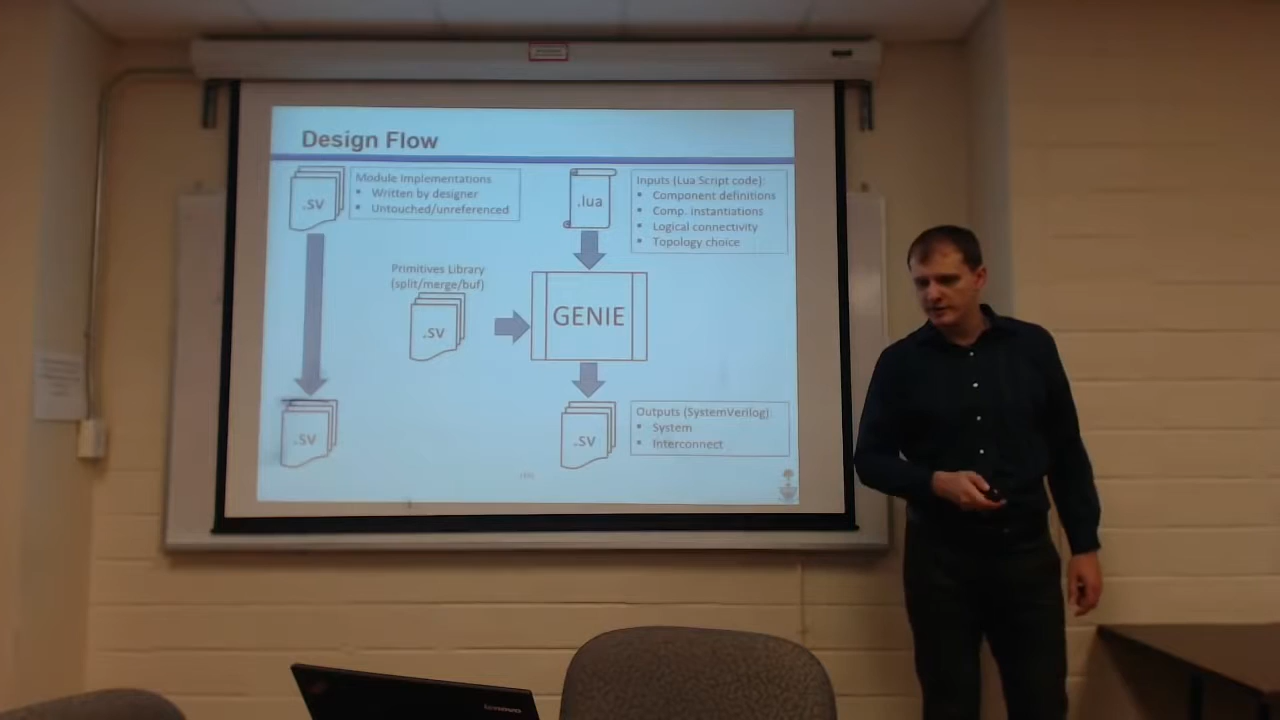 Design Flow
.sv
Module Implementations
▪ Written by designer
▪ Untouched/unreferenced
.lua
Inputs (Lua Script code):
▪ Component definitions
▪ Comp. instantiations
▪ Logical connectivity
▪ Topology choice
Primitives Library
(split/merge/buf)
.sv
GENIE
.sv
.sv
Outputs (SystemVerilog):
▪ System
▪ Interconnect
lenovo